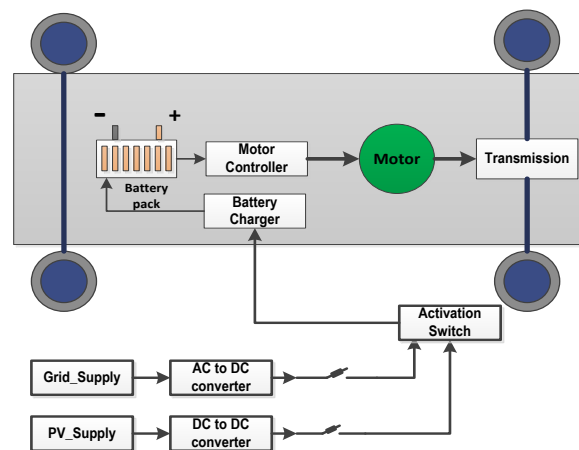 - +
Battery
pack
Motor
Controller
Motor
Transmission
Battery
Charger
Activation
Switch
Grid_Supply
AC to DC
converter
PV_Supply
DC to DC
converter